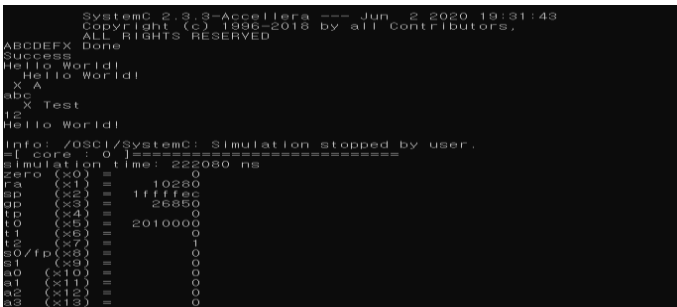 SystemC 2.3.3-Accellera --- Jun  2 2020 19:31:43
Copyright (c) 1996-2018 by all Contributors,
ALL RIGHTS RESERVED
ABCDEFX Done
Success
Hello World!
Hello World!
X A
abc
X Test
12
Hello World!
Info: /OSCI/SystemC: Simulation stopped by user.
=[ core : 0 ]===========================
simulation time: 222080 ns
zero (x0) = 0
ra (x1) = 10280
sp (x2) = 1ffffec
gp (x3) = 26850
tp (x4) = 0
t0 (x5) = 2010000
t1 (x6) = 0
t2 (x7) = 1
s0/fp(x8) = 0
s1 (x9) = 0
a0 (x10) = 0
a1 (x11) = 0
a2 (x12) = 0
a3 (x13) = 0